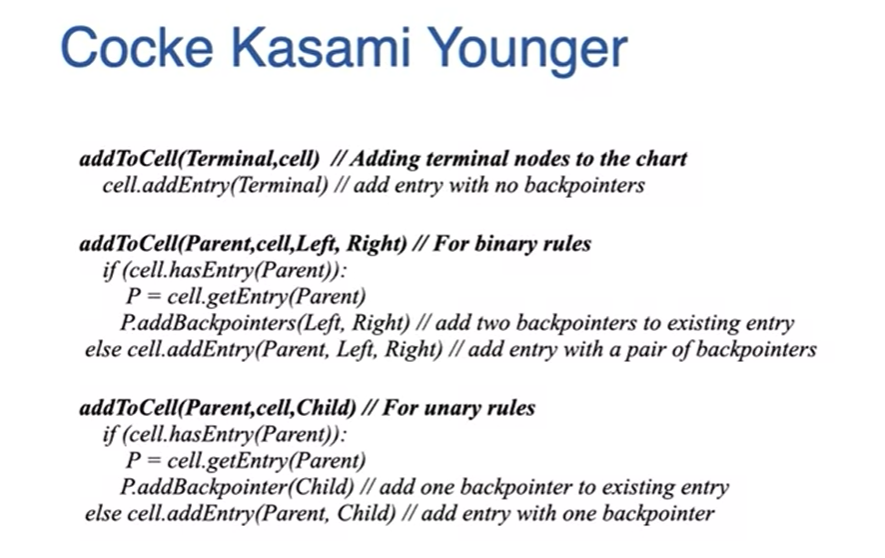 Cocke Kasami Younger
addToCell(Terminal,cell) // Adding terminal nodes to the chart
cell.addEntry(Terminal) // add entry with no backpointers
addToCell(Parent,cell,Left, Right) // For binary rules
if (cell.hasEntry(Parent)):
P = cell.getEntry(Parent)
P.addBackpointers(Left, Right) // add two backpointers to existing entry
else cell.addEntry(Parent, Left, Right) // add entry with a pair of backpointers
addToCell(Parent,cell,Child) // For unary rules
if (cell.hasEntry(Parent)):
P = cell.getEntry(Parent)
P.addBackpointer(Child) // add one backpointer to existing entry
else cell.addEntry(Parent, Child) // add entry with one backpointer